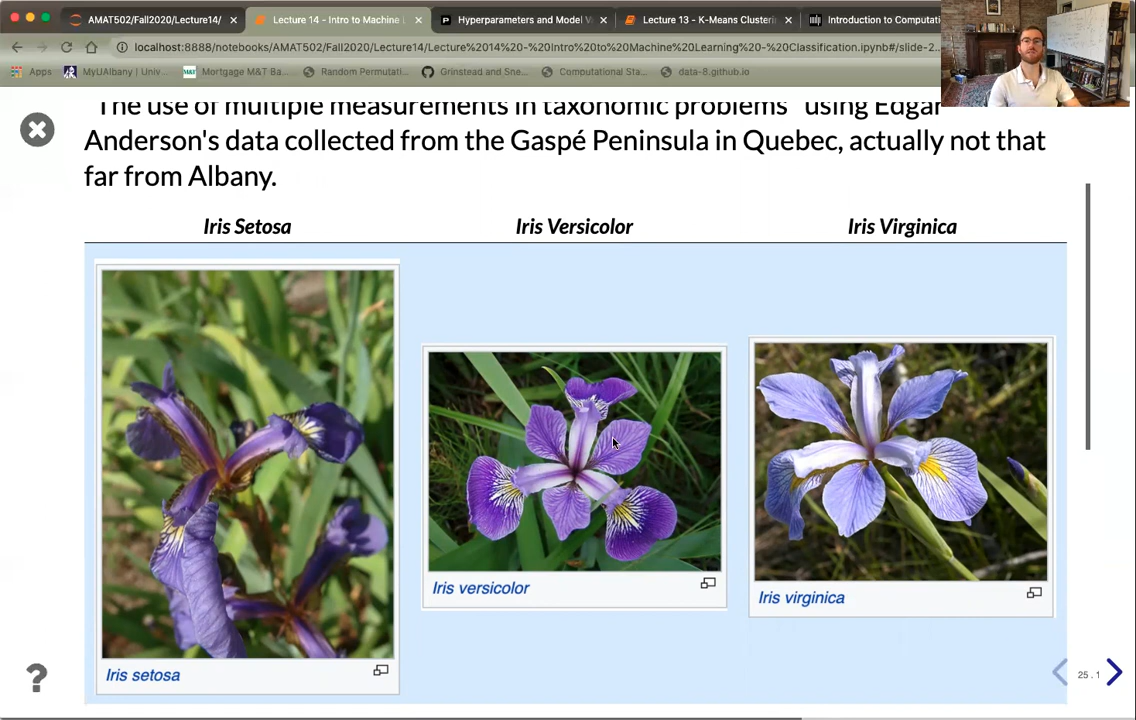 AMAT502/Fall2020/Lecture14/
Lecture 14 - Intro to Machine L
Hyperparameters and Model V
Lecture 13 - K-Means Clusterin
Introduction to Computati
localhost:8888/notebooks/AMAT502/Fall2020/Lecture14/Lecture%2014%20-%20Intro%20to%20Machine%20Learning%20-%20Classification.ipynb#/slide-2...
Apps
MyUAlbany | Univ...
M&T
Mortgage M&T Ba...
Random Permutati...
Grinstead and Sne...
Computational Sta...
data-8.github.io
"The use of multiple measurements in taxonomic problems" using Edgar
Anderson's data collected from the Gaspé Peninsula in Quebec, actually not that
far from Albany.
Iris Setosa
Iris Versicolor
Iris Virginica
Iris versicolor
Iris virginica
Iris setosa
?
25.1